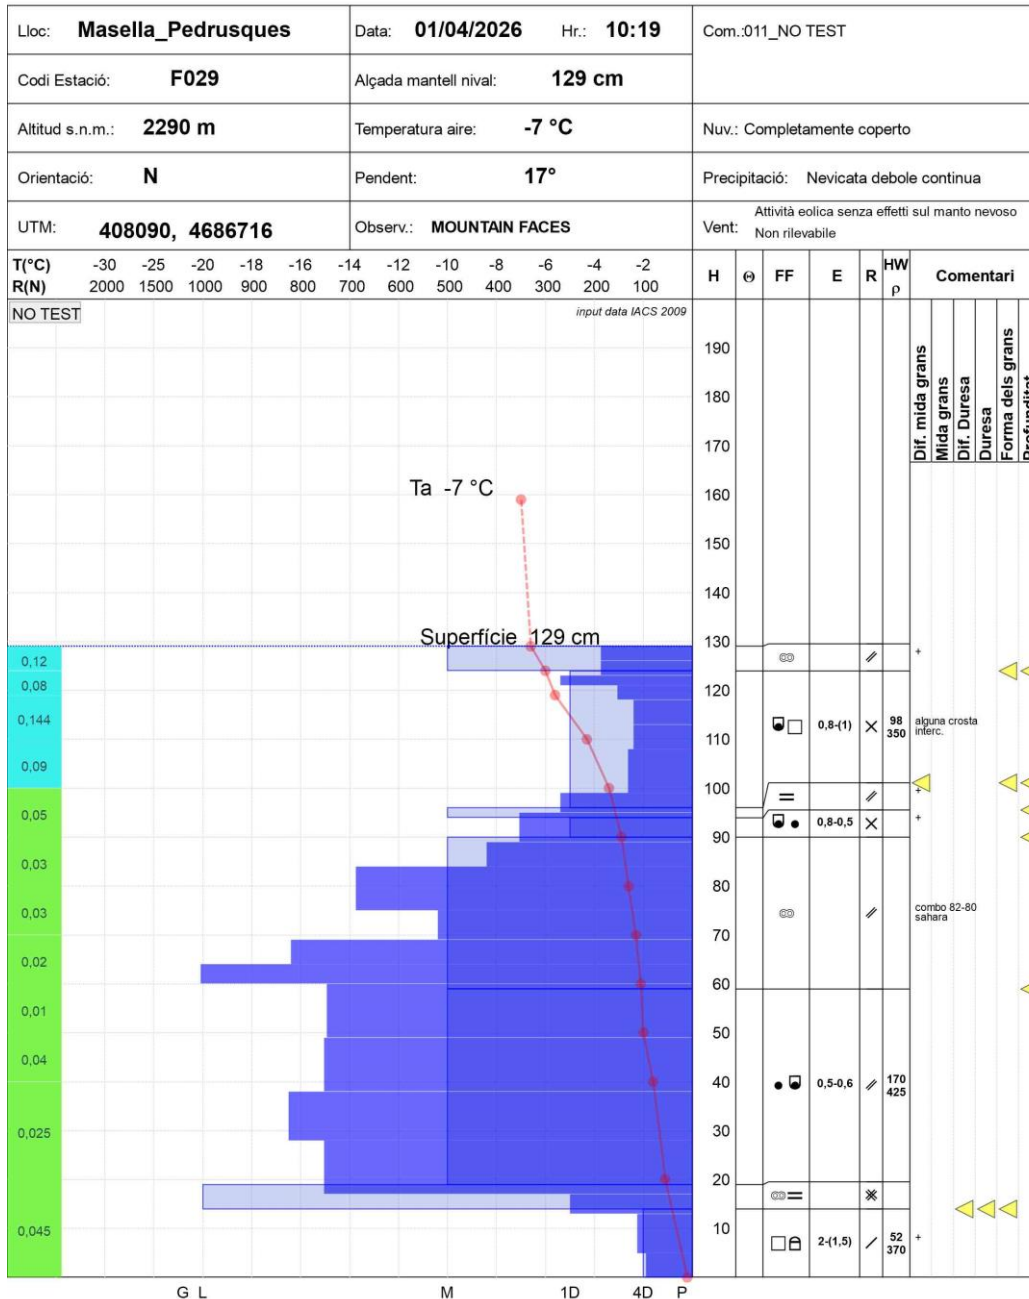 Lloc: Masella_Pedrusques Data: 01/04/2026 Hr.: 10:19 Com.:011_NO TEST
Codi Estació: F029 Alçada mantell nival: 129 cm
Altitud s.n.m.: 2290 m Temperatura aire: -7 °C Nuv.: Completamente coperto
Orientació: N Pendent: 17° Precipitació: Nevicata debole continua
UTM: 408090, 4686716 Observ.: MOUNTAIN FACES Vent: Attività eolica senza effetti sul manto nevoso
Non rilevabile
T(°C) -30 -25 -20 -18 -16 -14 -12 -10 -8 -6 -4 -2
R(N) 2000 1500 1000 900 800 700 600 500 400 300 200 100
H Θ FF E R HW ρ Comentari
NO TEST
input data IACS 2009
Dif. mida grans
Mida grans
Dif. Duresa
Duresa
Forma dels grans
190
180
170
Ta -7 °C
160
150
140
Superfície 129 cm
130
0,12 +
0,08 120
0,144 0,8-(1) 98 alguna crosta
350 interc.
110
0,09
100
+
0,05 0,8-0,5 +
90
0,03
80
combo 82-80
sahara
0,03
70
0,02
60
0,01
50
0,04
40 0,5-0,6 170
425
0,025 30
20
0,045 10 2-(1,5) 52 +
370
G L M 1D 4D P